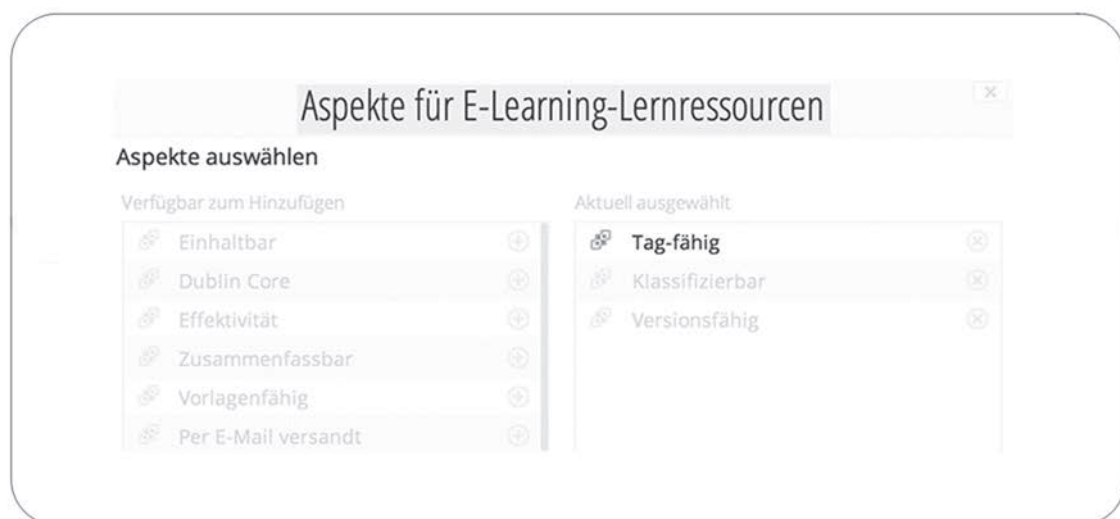 Aspekte für E-Learning-Lernressourcen
Aspekte auswählen
Verfügbar zum Hinzufügen
Einhaltbar
Dublin Core
Effektivität
Zusammenfassbar
Vorlagenfähig
Per E-Mail versandt
Aktuell ausgewählt
Tag-fähig
Klassifizierbar
Versionsfähig